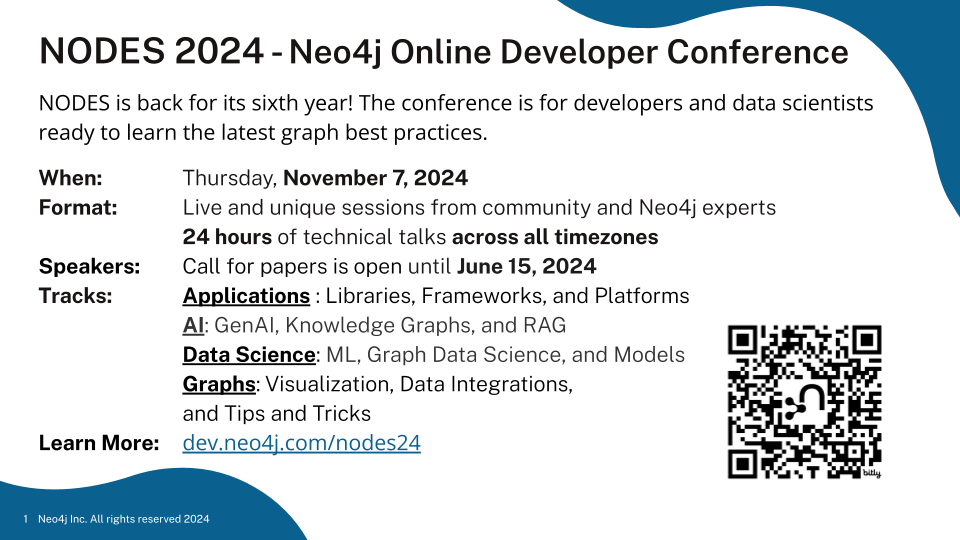 NODES 2024 - Neo4j Online Developer Conference
NODES is back for its sixth year! The conference is for developers and data scientists
ready to learn the latest graph best practices.
When: Thursday, November 7, 2024
Format: Live and unique sessions from community and Neo4j experts
24 hours of technical talks across all timezones
Speakers: Call for papers is open until June 15, 2024
Tracks: Applications : Libraries, Frameworks, and Platforms
AI: GenAI, Knowledge Graphs, and RAG
Data Science: ML, Graph Data Science, and Models
Graphs: Visualization, Data Integrations,
and Tips and Tricks
Learn More: dev.neo4j.com/nodes24
bitly
1 Neo4j Inc. All rights reserved 2024